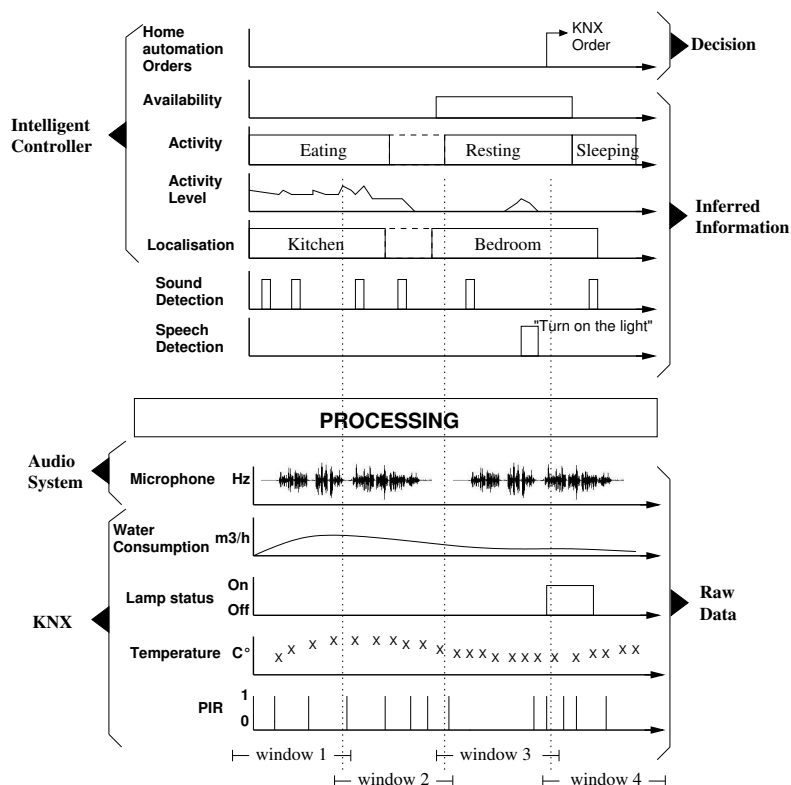 Home
automation
Orders
KNX
Order
Decision
Availability
Intelligent
Controller
Activity
Eating
Resting
Sleeping
Activity
Level
Inferred
Information
Localisation
Kitchen
Bedroom
Sound
Detection
Speech
Detection
"Turn on the light"
PROCESSING
Audio
System
Microphone Hz
Water
Consumption m3/h
Lamp status On
Off
Raw
Data
KNX
Temperature C°
x x x x x x x x x x x x x x x x x x x x x x x
PIR 1
0
window 1
window 3
window 2
window 4